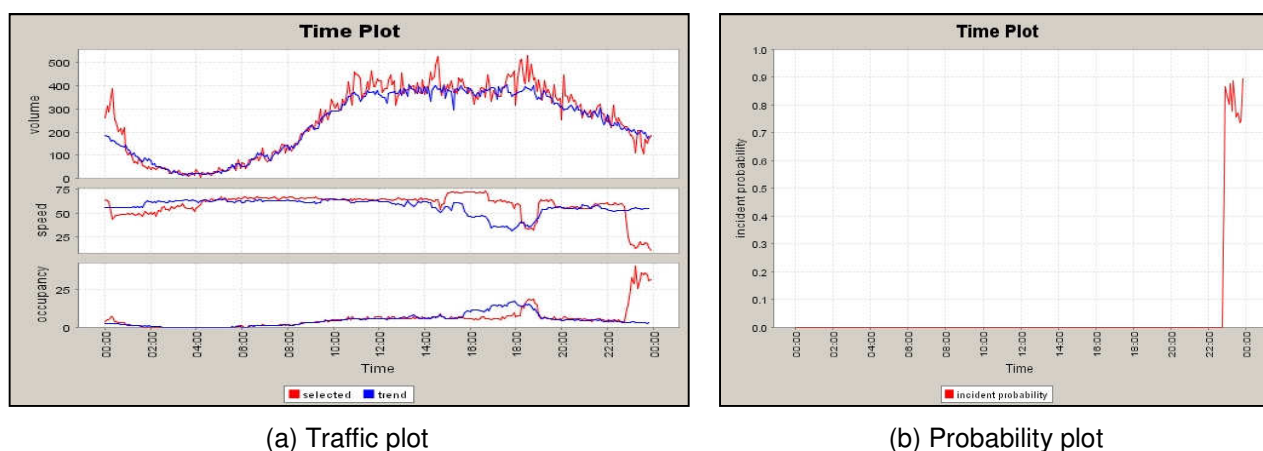 Time Plot
500
400
300
200
100
0
volume
75
50
25
speed
25
0
occupancy
00:00 02:00 04:00 06:00 08:00 10:00 12:00 14:00 16:00 18:00 20:00 22:00 00:00
Time
selected trend
(a) Traffic plot
Time Plot
1.0
0.9
0.8
0.7
0.6
0.5
0.4
0.3
0.2
0.1
0.0
incident probability
00:00 02:00 04:00 06:00 08:00 10:00 12:00 14:00 16:00 18:00 20:00 22:00 00:00
Time
incident probability
(b) Probability plot